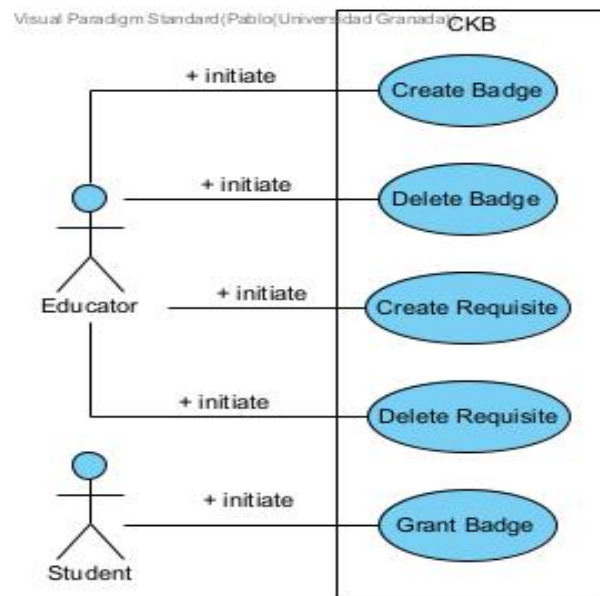 Visual Paradigm Standard(Pablo(Universidad Granada))
CKB
+ initiate
Create Badge
+ initiate
Delete Badge
+ initiate
Create Requisite
Educator
+ initiate
Delete Requisite
+ initiate
Grant Badge
Student